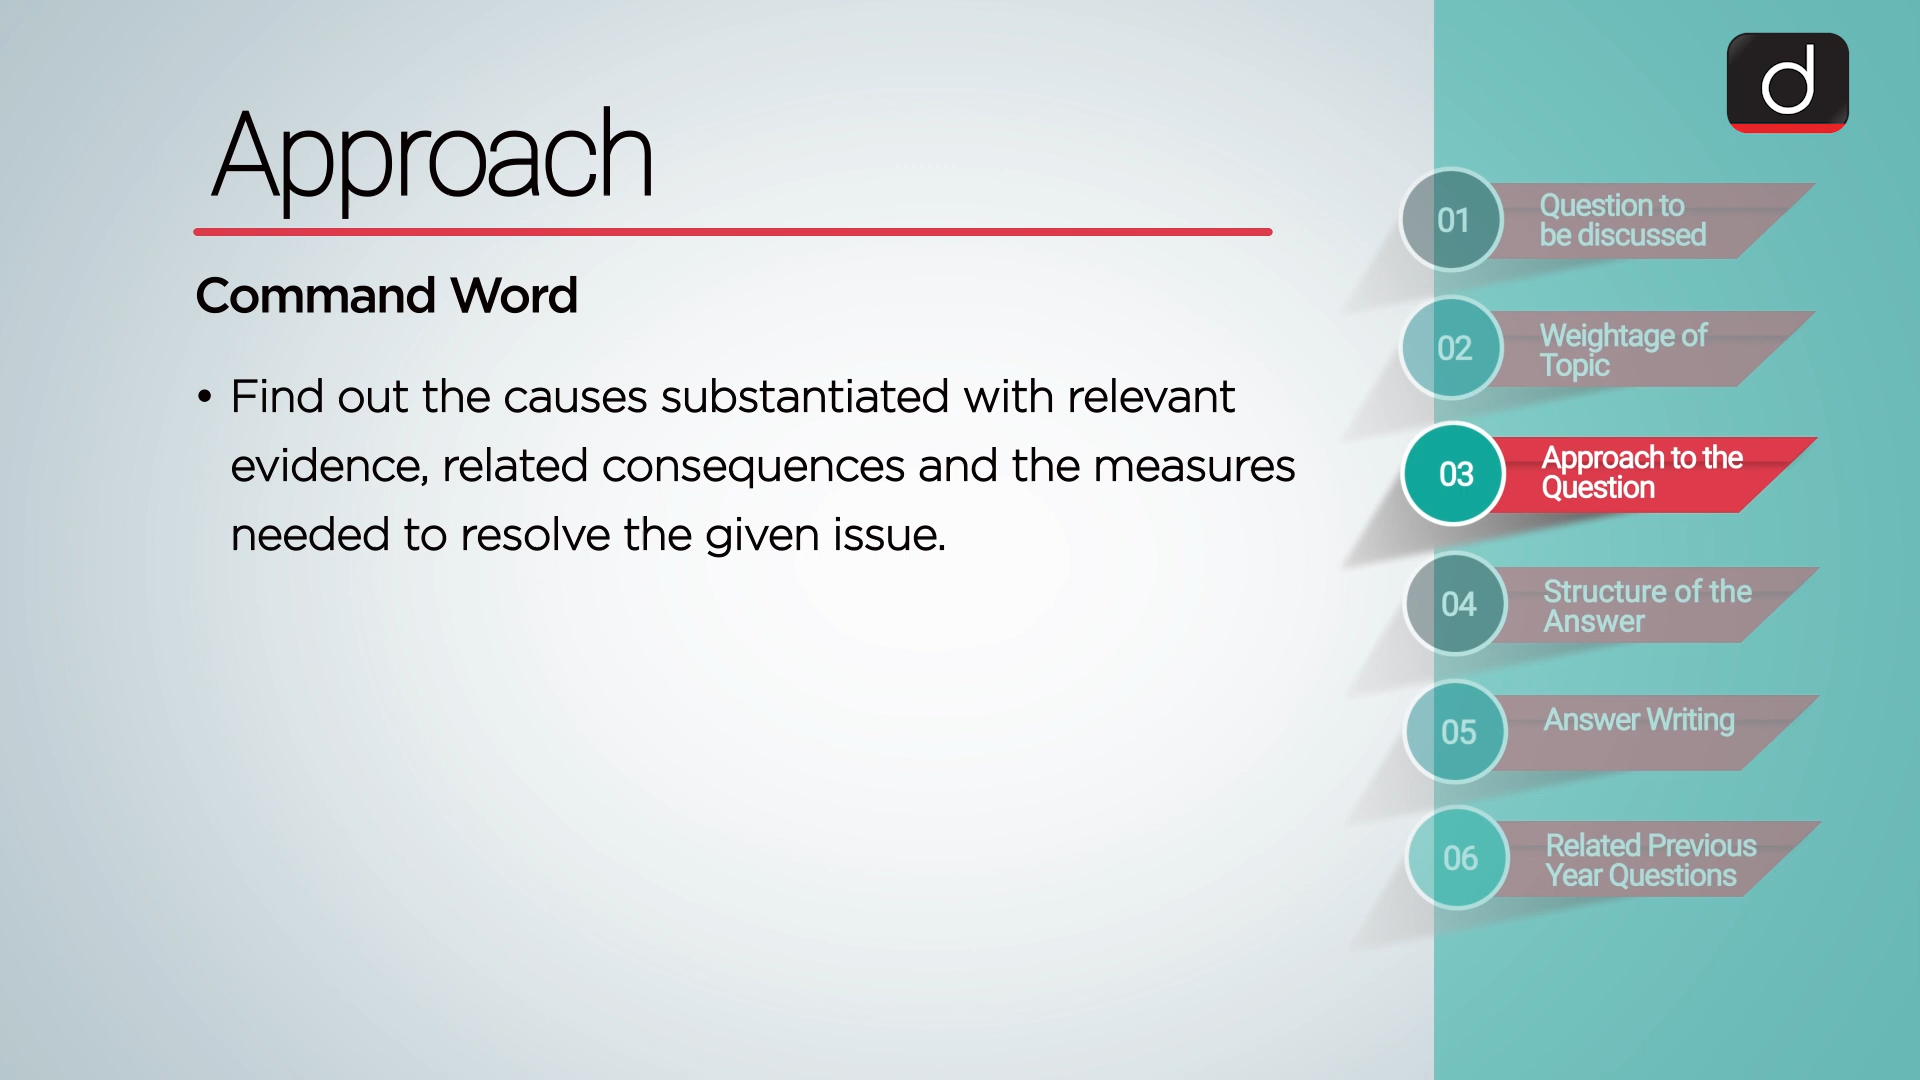 Approach
Command Word
• Find out the causes substantiated with relevant
evidence, related consequences and the measures
needed to resolve the given issue.
d
01
Question to
be discussed
02
Weightage of
Topic
03
Approach to the
Question
04
Structure of the
Answer
05
Answer Writing
06
Related Previous
Year Questions